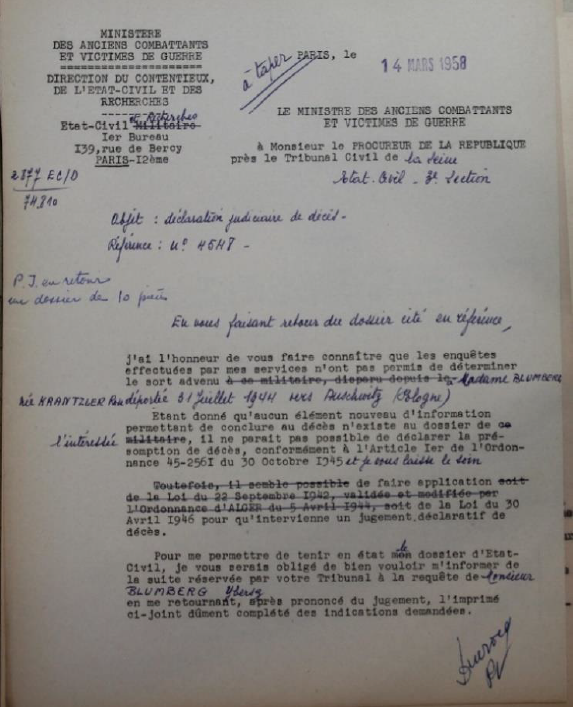 MINISTERE
DES ANCIENS COMBATTANTS
ET VICTIMES DE GUERRE
DIRECTION DU CONTENTIEUX,
DE L'ETAT-CIVIL ET DES
RECHERCHES
et Recherches
Etat-Civil Militaire
Ier Bureau
I39, rue de Bercy
PARIS-I2ème
2877 EC/D
74.810
à taper
PARIS, le
14 MARS 1958
LE MINISTRE DES ANCIENS COMBATTANTS
ET VICTIMES DE GUERRE
à Monsieur le PROCUREUR DE LA REPUBLIQUE
près le Tribunal Civil de la Seine
Etat-Civil - 3e Section
Objet : déclaration judiciaire de décès -
Référence : N°
P.J. en retour
un dossier de 10 pièces
En vous faisant retour du dossier cité en référence,
j'ai l'honneur de vous faire connaître que les enquêtes
effectuées par mes services n'ont pas permis de déterminer
le sort advenu à ce militaire, disparu depuis le Madame BLUMBERG
née KRANTZLER déportée 31 Juillet 1944 vers Auschwitz (Pologne)
Etant donné qu'aucun élément nouveau d'information
permettant de conclure au décès n'existe au dossier de ce
l'intéressée militaire, il ne parait pas possible de déclarer la pré-
somption de décès, conformément à l'Article Ier de l'Ordon-
nance 45-256I du 30 Octobre I945 et je vous laisse le soin
Toutefois, il semble possible de faire application soit
de la Loi du 22 Septembre 1942, validée et modifiée par
l'Ordonnance d'ALGER du 5 Avril 1944, soit de la Loi du 30
Avril I946 pour qu'intervienne un jugement déclaratif de
décès.
Pour me permettre de tenir en état le dossier d'Etat-
Civil, je vous serais obligé de bien vouloir m'informer de
la suite réservée par votre Tribunal à la requête de Monsieur
BLUMBERG
en me retournant, après prononcé du jugement, l'imprimé
ci-joint dûment complété des indications demandées.